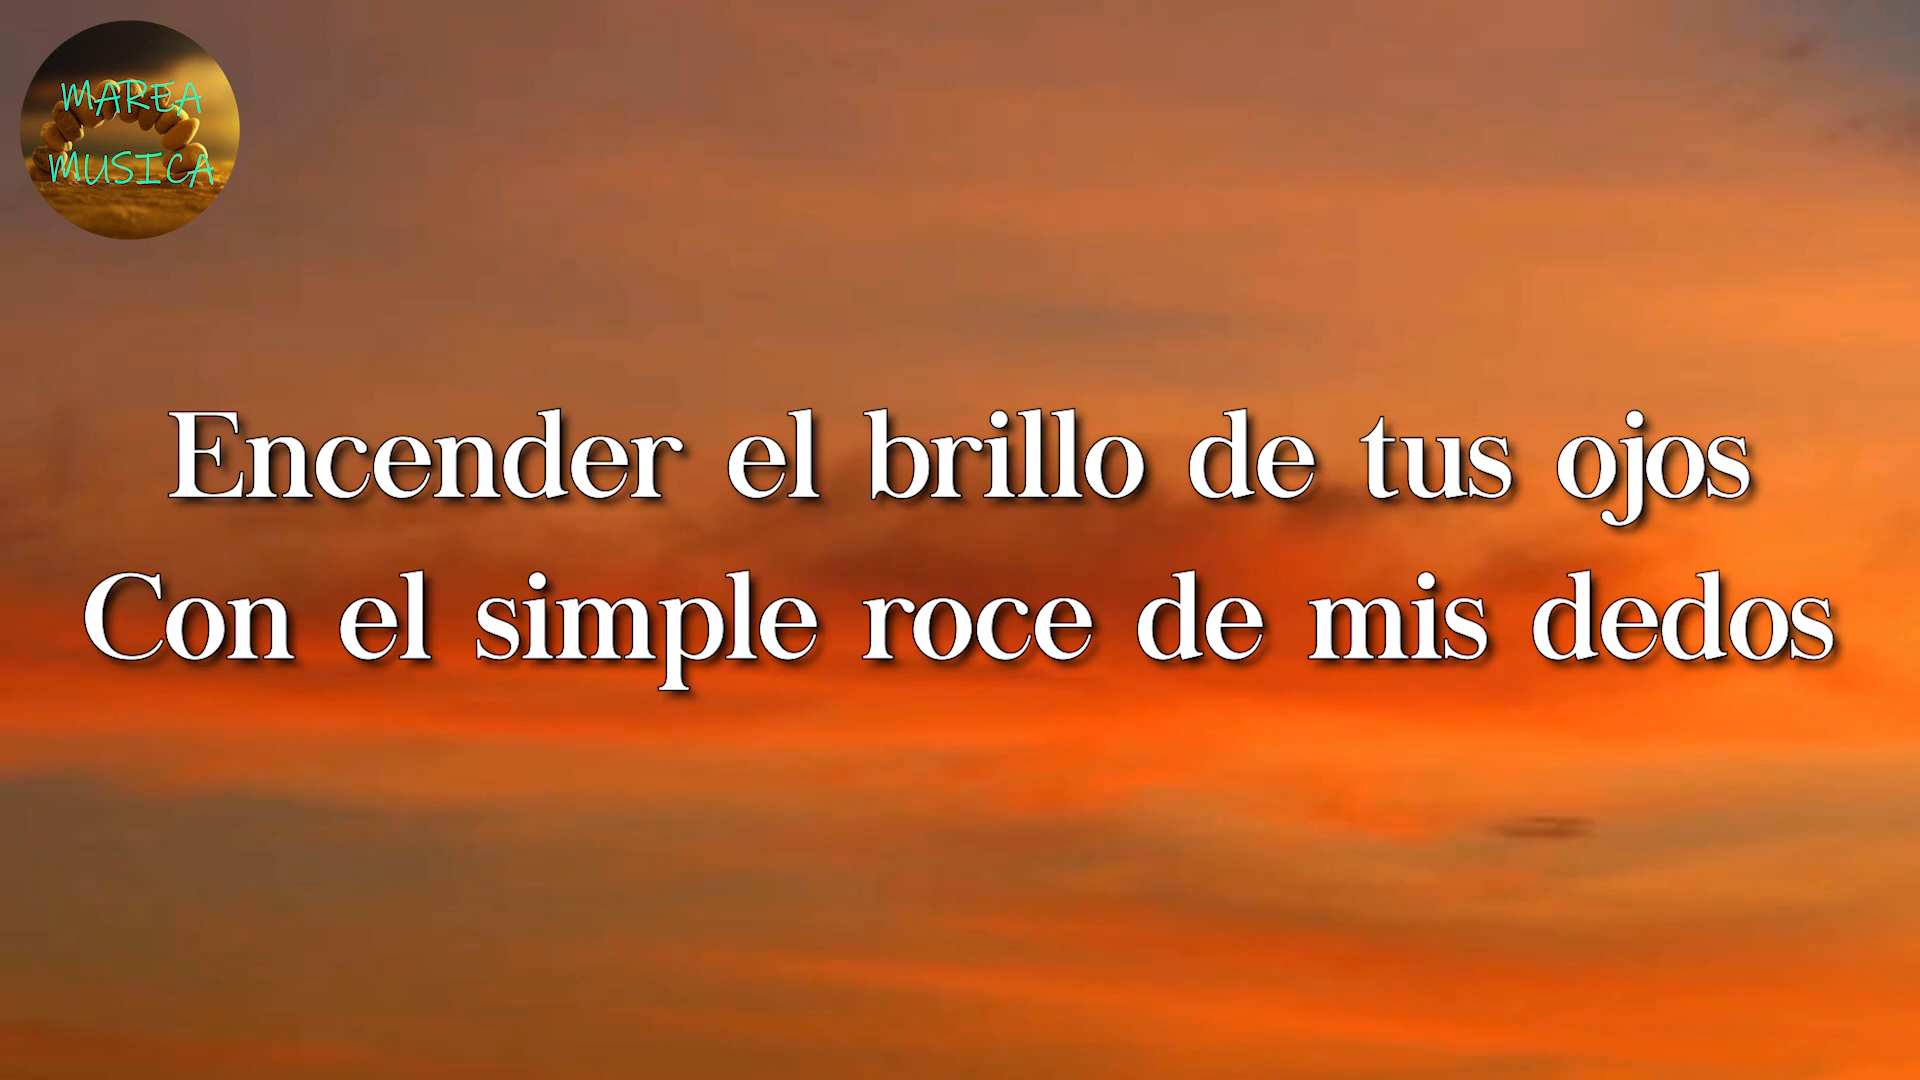 MAREA
MUSICA
Encender el brillo de tus ojos
Con el simple roce de mis dedos